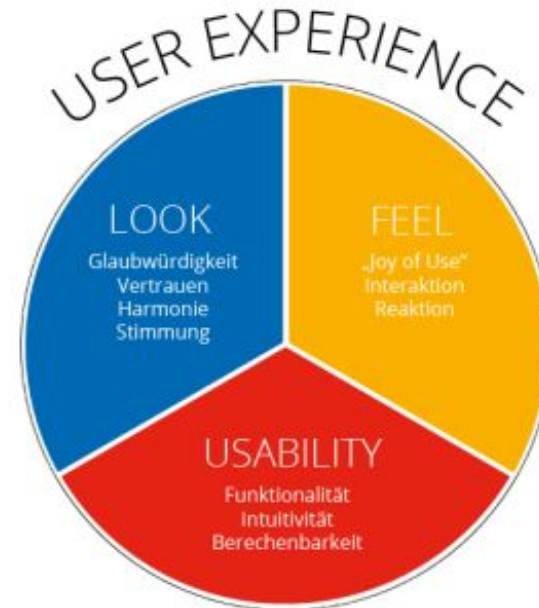 USER EXPERIENCE
LOOK
Glaubwürdigkeit
Vertrauen
Harmonie
Stimmung
FEEL
„Joy of Use“
Interaktion
Reaktion
USABILITY
Funktionalität
Intuitivität
Berechenbarkeit